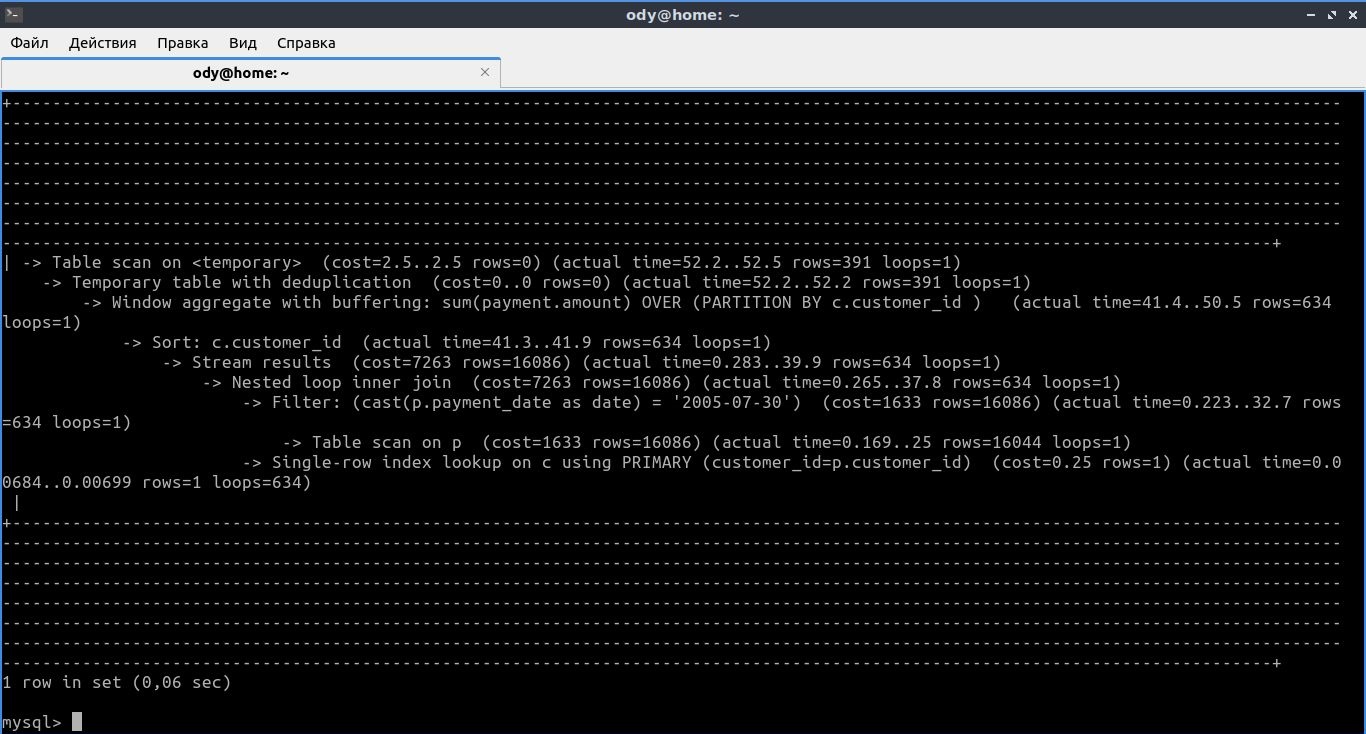 ody@home: ~
Файл Действия Правка Вид Справка
ody@home: ~
+-------------------------------------------------------------------------------------------------------------------------------------
--------------------------------------------------------------------------------------------------------------------------------------
--------------------------------------------------------------------------------------------------------------------------------------
--------------------------------------------------------------------------------------------------------------------------------------
--------------------------------------------------------------------------------------------------------------------------------------
--------------------------------------------------------------------------------------------------------------------------------------
--------------------------------------------------------------------------------------------------------------------------------------
-------------------------------------------------------------------------------------------------------------------------------+
| -> Table scan on <temporary>  (cost=2.5..2.5 rows=0) (actual time=52.2..52.5 rows=391 loops=1)
    -> Temporary table with deduplication  (cost=0..0 rows=0) (actual time=52.2..52.2 rows=391 loops=1)
        -> Window aggregate with buffering: sum(payment.amount) OVER (PARTITION BY c.customer_id )   (actual time=41.4..50.5 rows=634
loops=1)
            -> Sort: c.customer_id  (actual time=41.3..41.9 rows=634 loops=1)
                -> Stream results  (cost=7263 rows=16086) (actual time=0.283..39.9 rows=634 loops=1)
                    -> Nested loop inner join  (cost=7263 rows=16086) (actual time=0.265..37.8 rows=634 loops=1)
                        -> Filter: (cast(p.payment_date as date) = '2005-07-30')  (cost=1633 rows=16086) (actual time=0.223..32.7 rows
=634 loops=1)
                            -> Table scan on p  (cost=1633 rows=16086) (actual time=0.169..25 rows=16044 loops=1)
                        -> Single-row index lookup on c using PRIMARY (customer_id=p.customer_id)  (cost=0.25 rows=1) (actual time=0.0
0684..0.00699 rows=1 loops=634)
 |
+-------------------------------------------------------------------------------------------------------------------------------------
--------------------------------------------------------------------------------------------------------------------------------------
--------------------------------------------------------------------------------------------------------------------------------------
--------------------------------------------------------------------------------------------------------------------------------------
--------------------------------------------------------------------------------------------------------------------------------------
--------------------------------------------------------------------------------------------------------------------------------------
--------------------------------------------------------------------------------------------------------------------------------------
-------------------------------------------------------------------------------------------------------------------------------+
1 row in set (0,06 sec)
mysql>